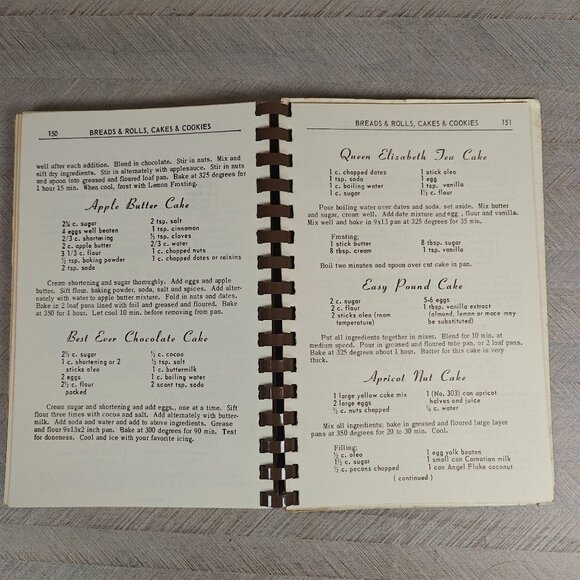 150 BREADS & ROLLS, CAKES & COOKIES
well after each addition. Blend in chocolate. Stir in nuts. Mix and
sift dry ingredients. Stir in alternately with applesauce. Stir in nuts
and spoon into greased and floured loaf pan. Bake at 325 degrees for
1 hour 15 min. When cool, frost with Lemon Frosting.
Apple Butter Cake
c. sugar
4 eggs well beaten
2/3 c. shortening
2 c. apple butter
3 1/3 c. flour
½ tsp. baking powder
2 tsp. soda
2 tsp. salt
1 tsp. cinnamon
½ tsp. cloves
2/3 c. water
1 c. chopped nuts
1 c. chopped dates or raisins
Cream shortening and sugar thoroughly. Add eggs and apple
butter. Sift flour, baking powder, soda, salt and spices. Add alter-
nately with water to apple butter mixture. Fold in nuts and dates.
Bake in 2 loaf pans lined with foil and greased and floured. Bake
at 350 for 1 hour. Let cool 10 min. before removing from pan.
Best Ever Chocolate Cake
2½ c. sugar
1 c. shortening or 2
sticks oleo
2 eggs
2½ c. flour
packed
½ c. cocoa
½ tsp. salt
1 c. buttermilk
1 c. boiling water
2 scant tsp. soda
Cream sugar and shortening and add eggs, one at a time. Sift
flour three times with cocoa and salt. Add alternately with butter-
milk. Add soda and water and add to above ingredients. Grease
and flour 9x13x2 inch pan. Bake at 300 degrees for 90 min. Test
for doneness. Cool and ice with your favorite icing.
BREADS & ROLLS, CAKES & COOKIES 151
Queen Elizabeth Tea Cake
1 c. chopped dates
1 tsp. soda
1 c. boiling water
1 c. sugar
1 stick oleo
1 egg
1 tsp. vanilla
1½ c. flour
Pour boiling water over dates and soda, set aside. Mix butter
and sugar, cream well. Add date mixture and egg, flour and vanilla.
Mix well and bake in 9x13 pan at 325 degrees for 35 min.
Frosting:
1 stick butter
8 tbsp. cream
8 tbsp. sugar
1 tsp. vanilla
Boil two minutes and spoon over cut cake in pan.
Easy Pound Cake
2 c. sugar
2 c. flour
2 sticks oleo (room
temperature)
5-6 eggs
1 tbsp. vanilla extract
(almond, lemon or mace may
be substituted)
Put all ingredients together in mixer. Blend for 10 min. at
medium speed. Pour in greased and floured tube pan, or 2 loaf pans.
Bake at 325 degrees about 1 hour. Batter for this cake is very
thick.
Apricot Nut Cake
1 large yellow cake mix
2 large eggs
½ c. nuts chopped
1 (No. 303) can apricot
halves and juice
¼ c. water
Mix all ingredients; bake in greased and floured large layer
pans at 350 degrees for 20 to 30 min. Cool.
Filling:
½ c. oleo
1½ c. sugar
½ c. pecans chopped
1 egg yolk beaten
1 small can Carnation milk
1 can Angel Flake coconut
(continued)